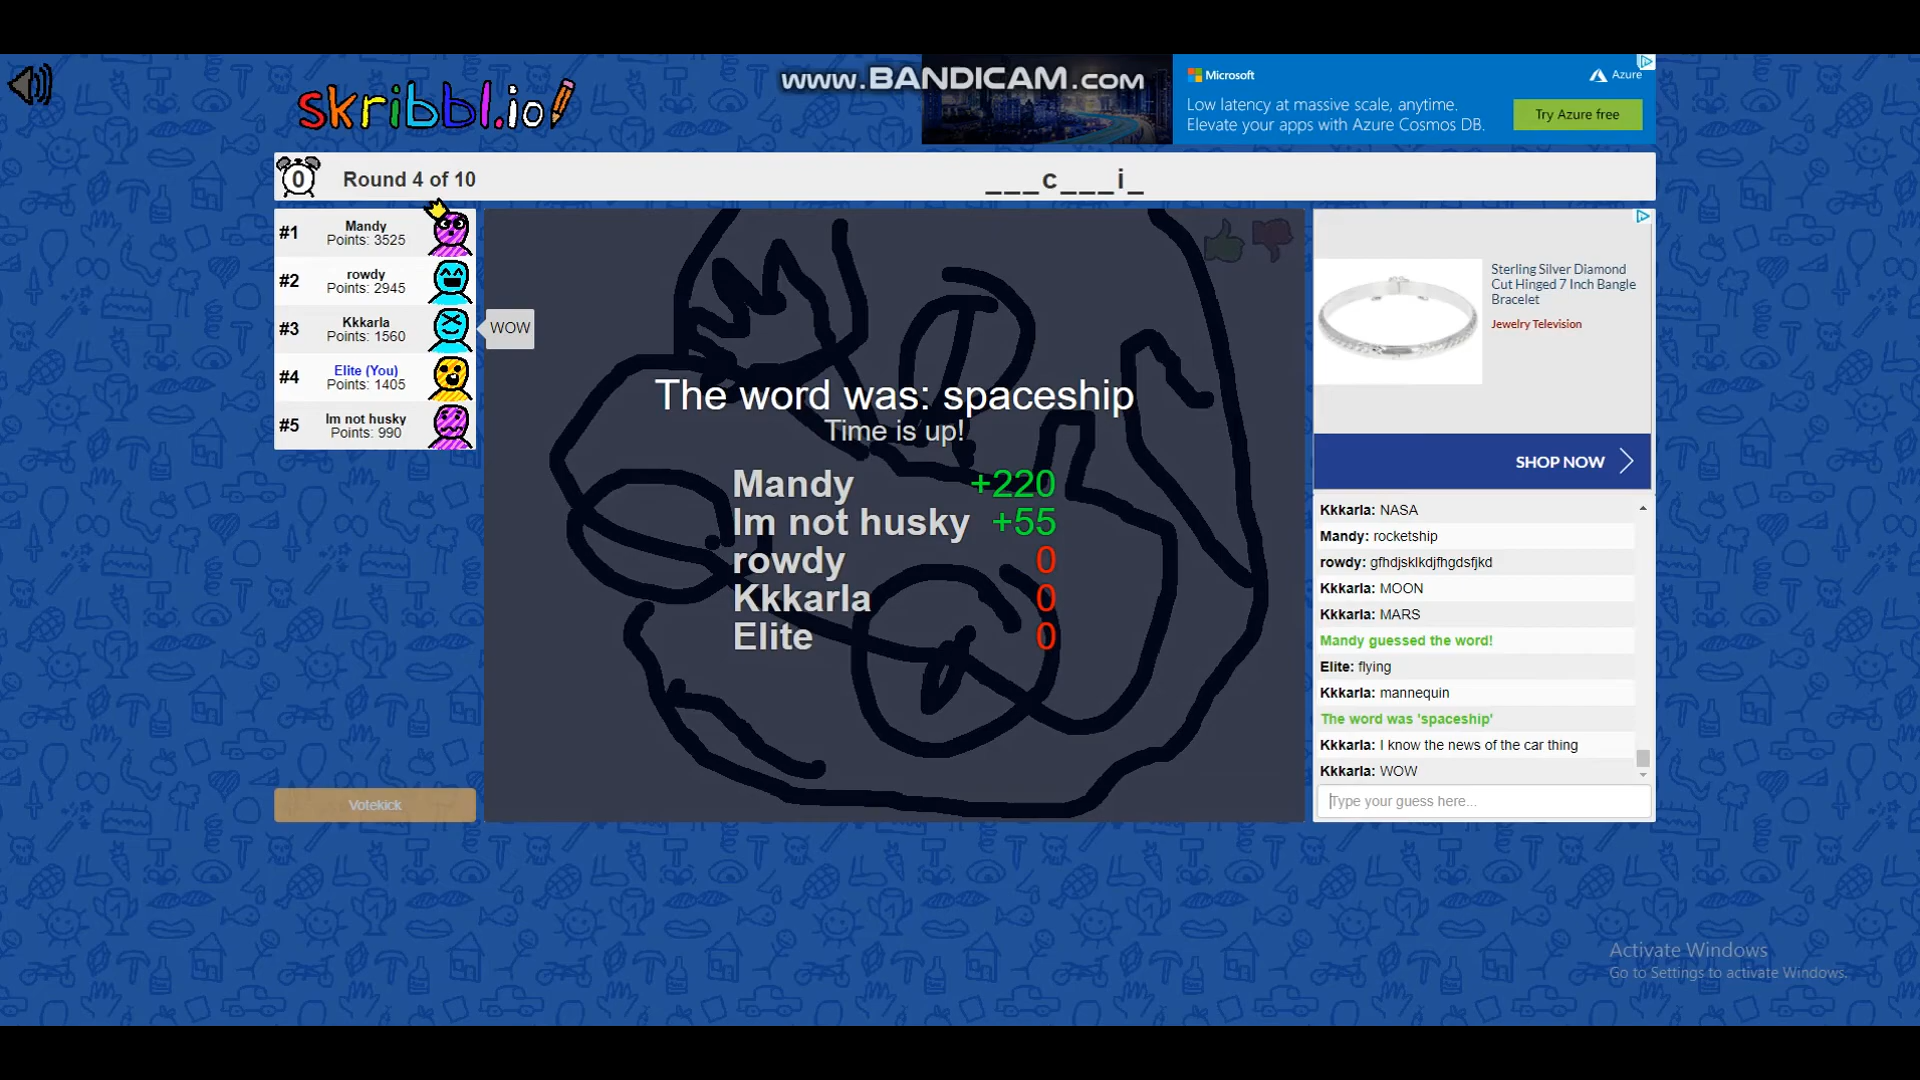 www.BANDICAM.com
skribbl.io
Microsoft
Azure
Low latency at massive scale, anytime.
Elevate your apps with Azure Cosmos DB.
Try Azure free
0
Round 4 of 10
___c___i_
#1
Mandy
Points: 3525
#2
rowdy
Points: 2945
#3
Kkkarla
Points: 1560
WOW
#4
Elite (You)
Points: 1405
#5
Im not husky
Points: 990
Votekick
The word was: spaceship
Time is up!
Mandy +220
Im not husky +55
rowdy 0
Kkkarla 0
Elite 0
Sterling Silver Diamond
Cut Hinged 7 Inch Bangle
Bracelet
Jewelry Television
SHOP NOW
Kkkarla: NASA
Mandy: rocketship
rowdy: gfhdjsklkdjfhgdsfjkd
Kkkarla: MOON
Kkkarla: MARS
Mandy guessed the word!
Elite: flying
Kkkarla: mannequin
The word was 'spaceship'
Kkkarla: I know the news of the car thing
Kkkarla: WOW
Type your guess here...
Activate Windows
Go to Settings to activate Windows.